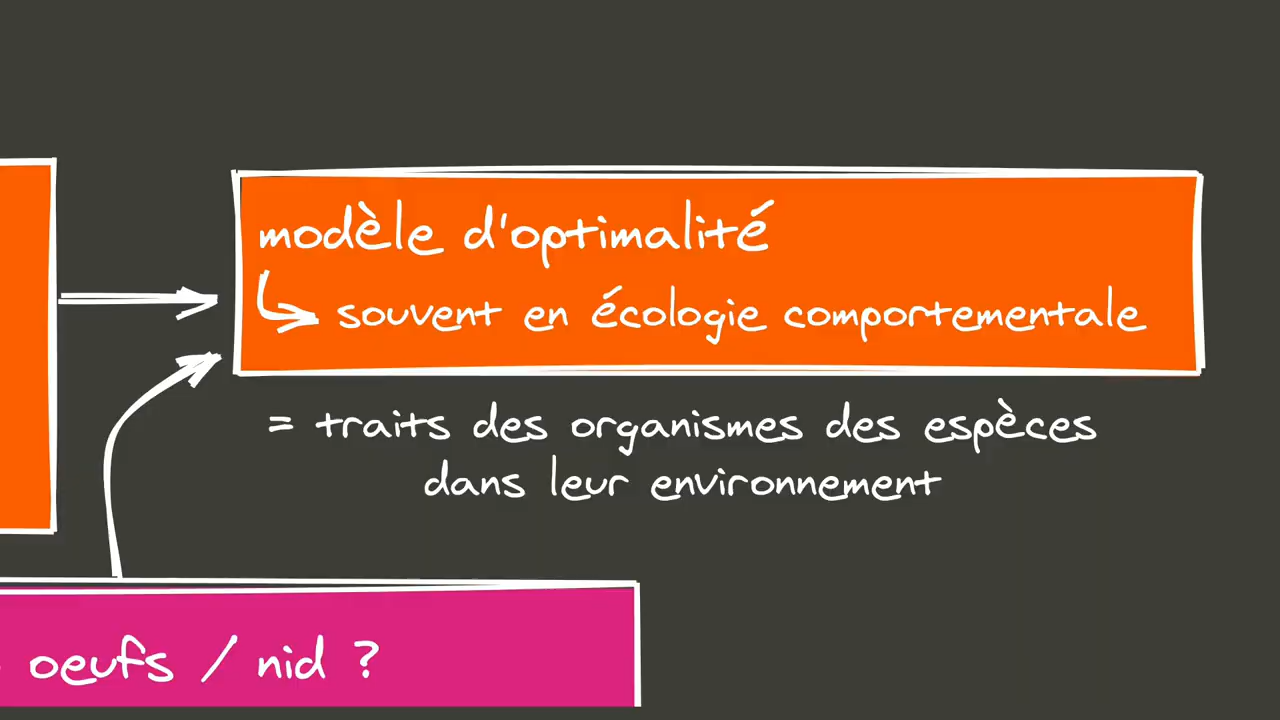 modèle d'optimalité
souvent en écologie comportementale
= traits des organismes des espèces
dans leur environnement
oeufs / nid ?